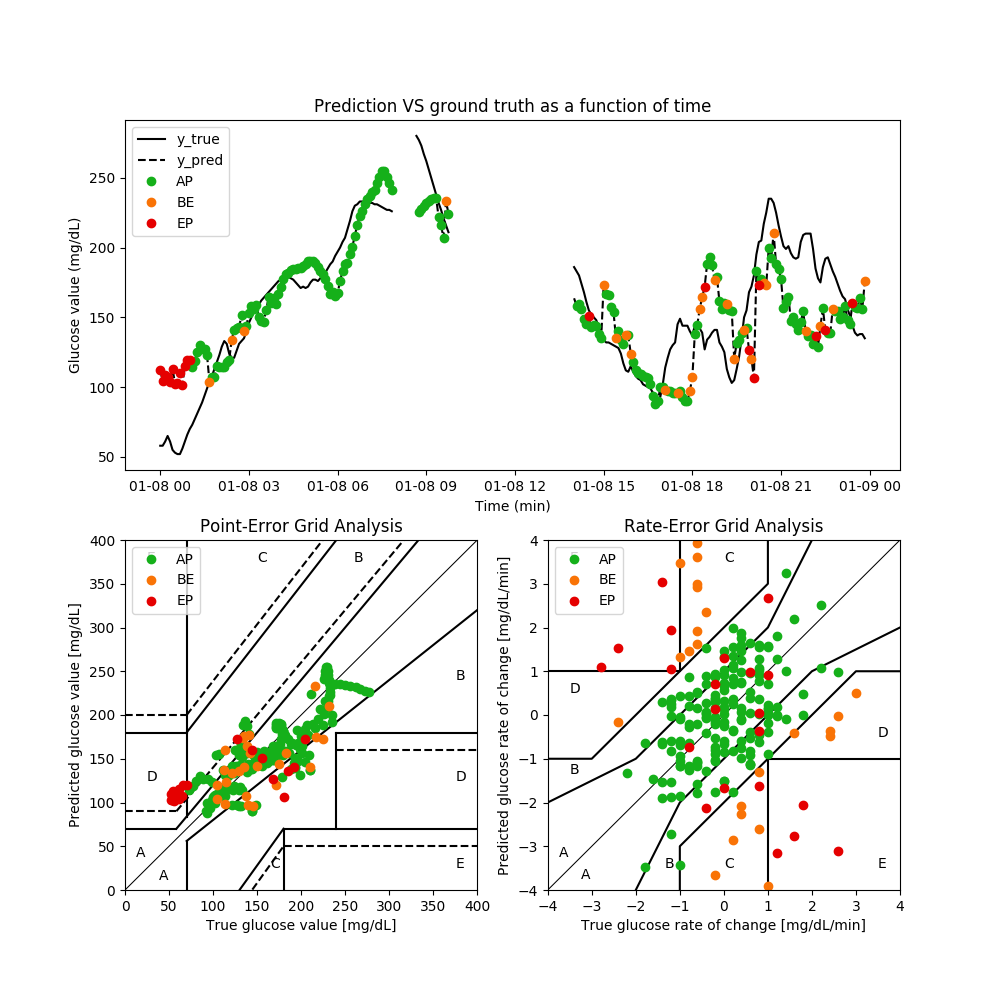 Prediction VS ground truth as a function of time
Glucose value (mg/dL)
250
200
150
100
50
y_true
y_pred
AP
BE
EP
01-08 00 01-08 03 01-08 06 01-08 09 01-08 12 01-08 15 01-08 18 01-08 21 01-09 00
Time (min)
Point-Error Grid Analysis
Predicted glucose value [mg/dL]
400
350
300
250
200
150
100
50
0
AP
BE
EP
C
B
B
D
D
A
A
C
E
0 50 100 150 200 250 300 350 400
True glucose value [mg/dL]
Rate-Error Grid Analysis
Predicted glucose rate of change [mg/dL/min]
4
3
2
1
0
−1
−2
−3
−4
AP
BE
EP
C
D
D
B
A
A
B
C
E
−4 −3 −2 −1 0 1 2 3 4
True glucose rate of change [mg/dL/min]